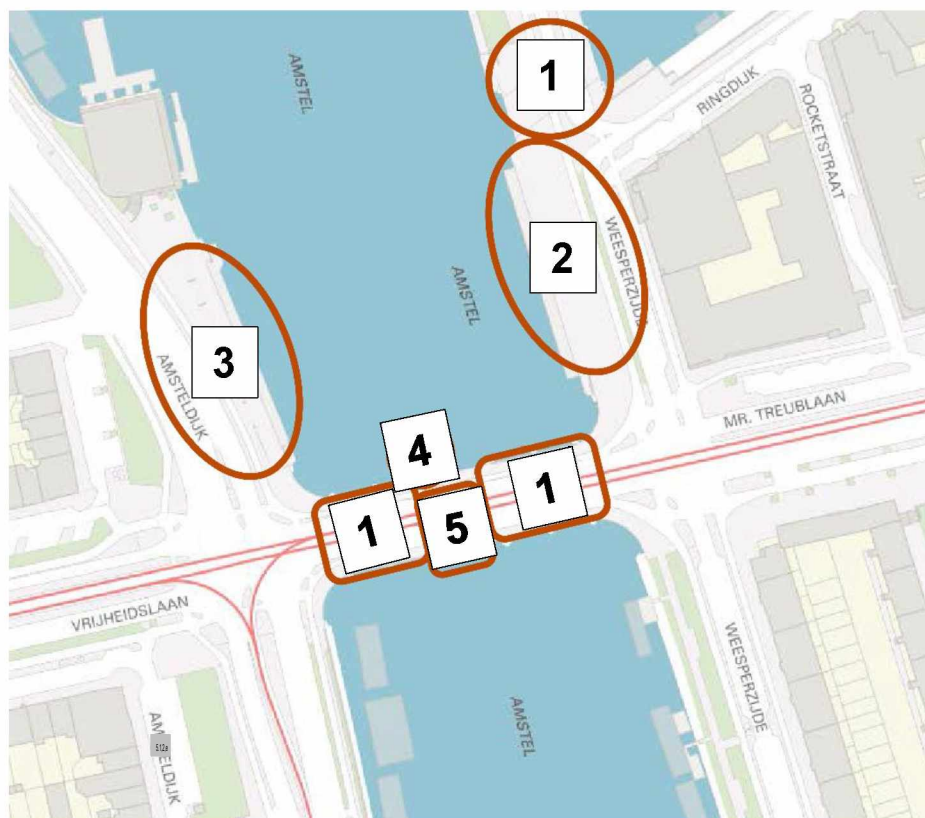 AMSTEL
1
RINGDIJK
ROCKETSTRAAT
2
WEESPERZIJDE
AMSTEL
3
AMSTELDIJK
MR. TREUBLAAN
4
1
1
5
VRIJHEIDSLAAN
WEESPERZIJDE
AMSTEL
AMSTELDIJK
512a